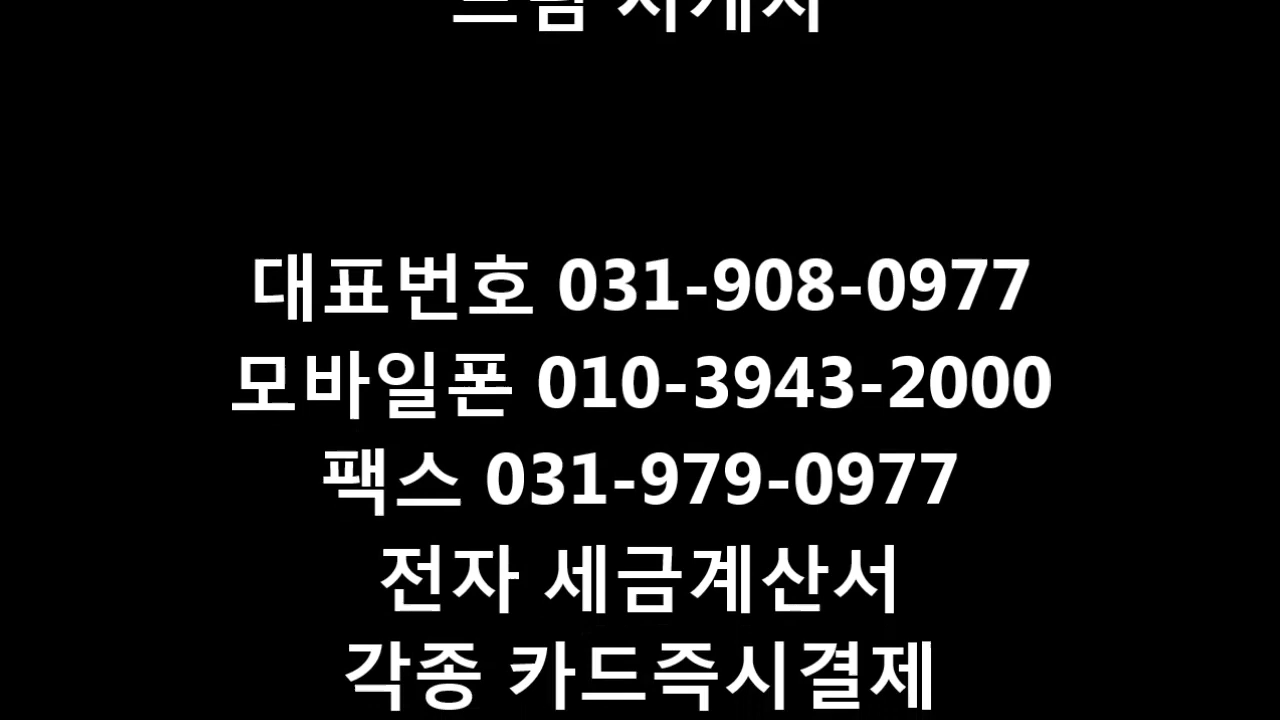 대표번호 031-908-0977
모바일폰 010-3943-2000
팩스 031-979-0977
전자 세금계산서
각종 카드즉시결제